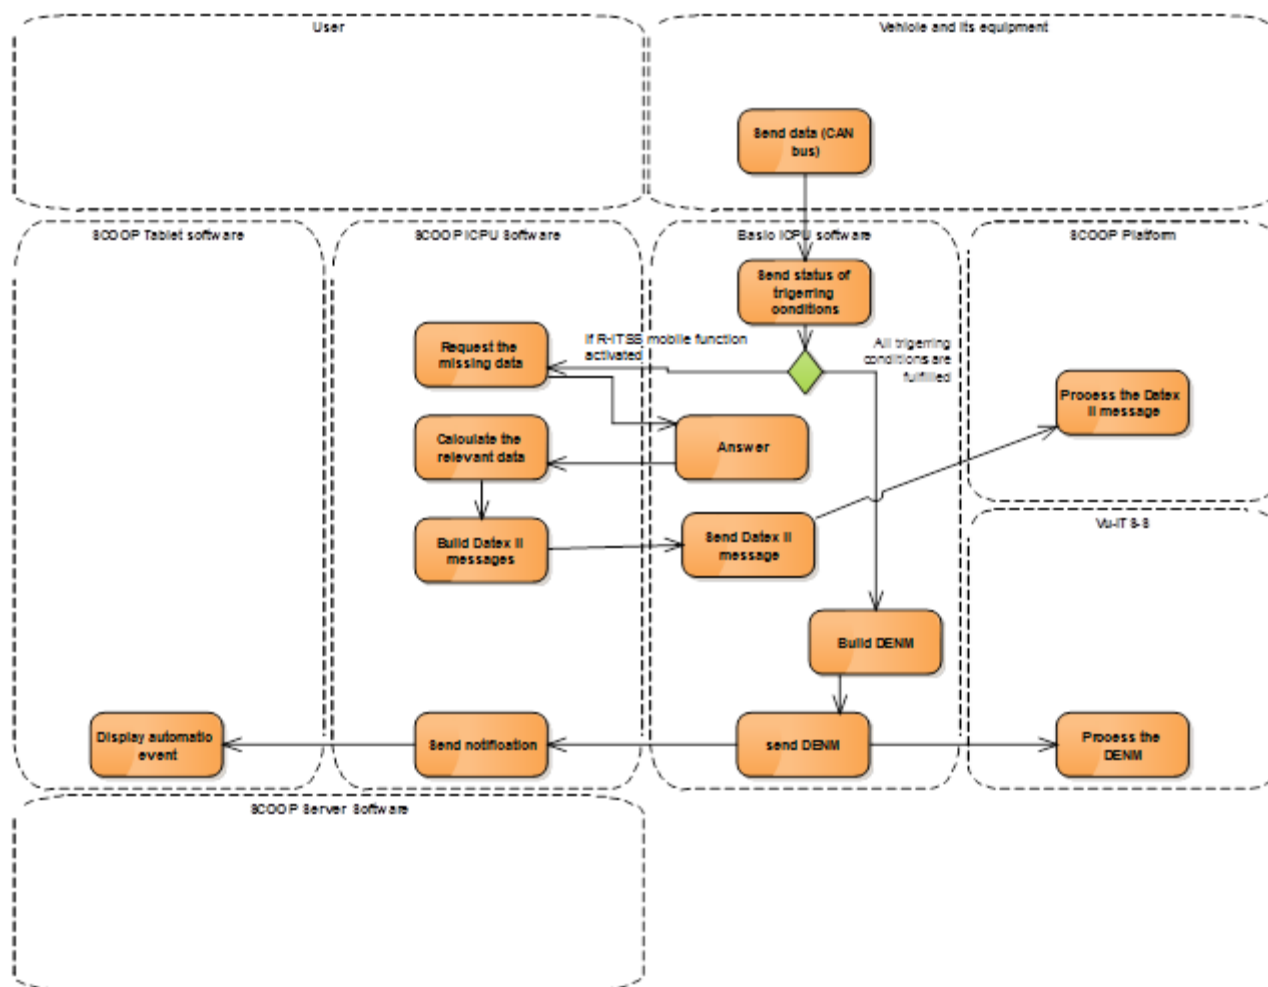 User
Vehicle and its equipment
Send data (CAN
bus)
SCOOP Tablet software
SCOOP ICPU Software
Basic ICPU software
SCOOP Platform
Send status of
trigerring
conditions
If R-ITSS mobile function
activated
All trigerring
conditions are
fulfilled
Request the
missing data
Process the Datex
II message
Calculate the
relevant data
Answer
Build Datex II
messages
Send Datex II
message
Vu-ITS-S
Build DENM
Display automatic
event
Send notification
send DENM
Process the
DENM
SCOOP Server Software